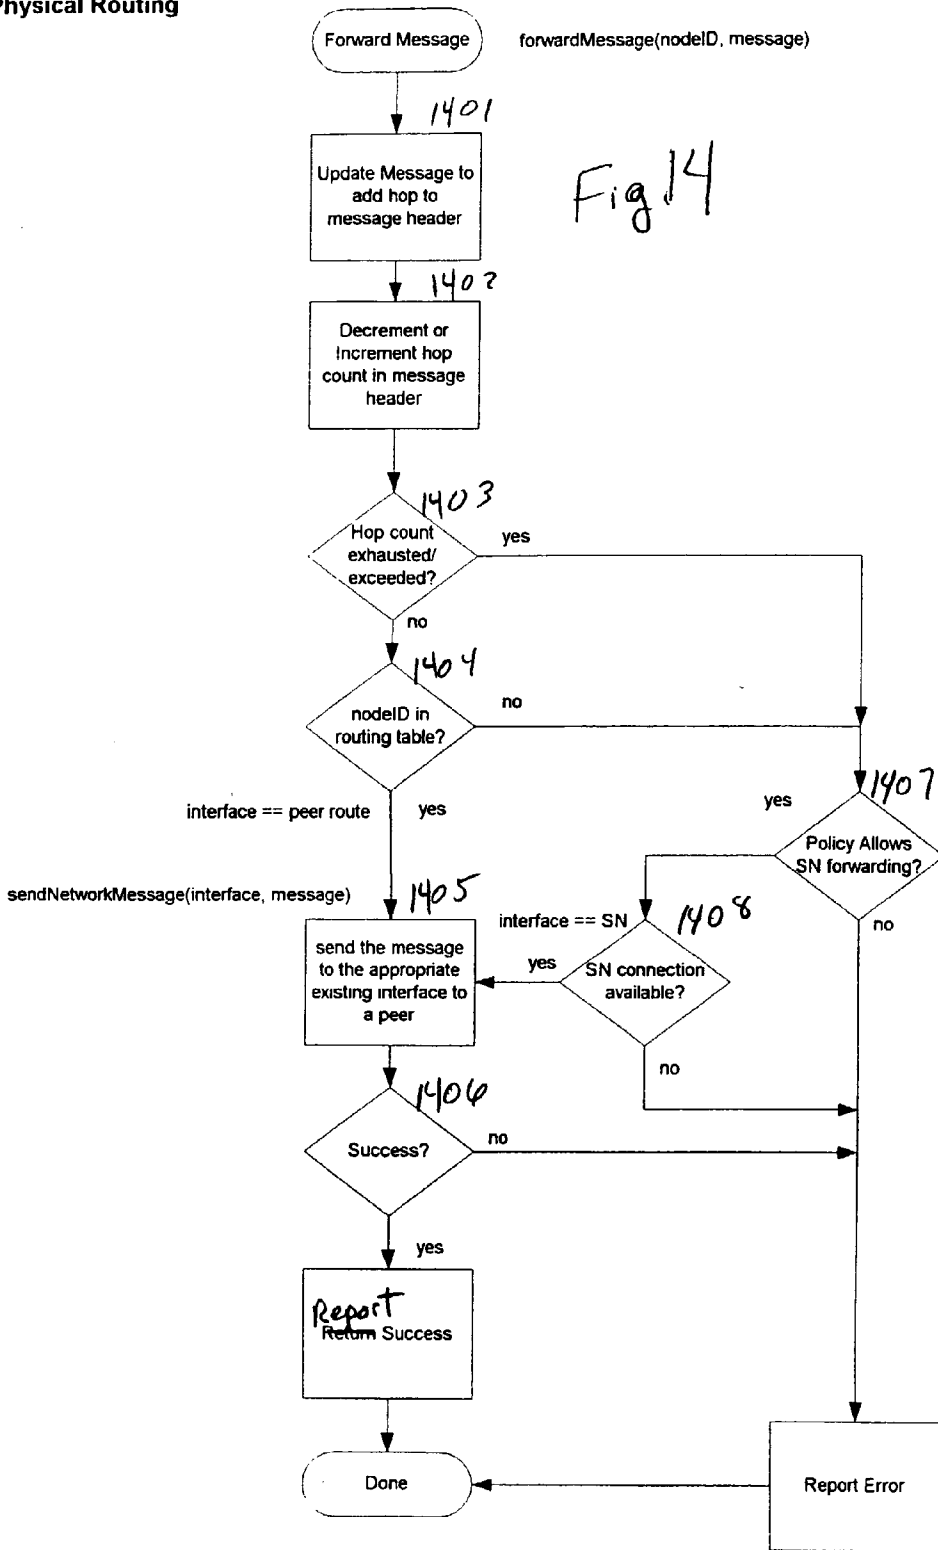 Physical Routing
Forward Message
forwardMessage(nodeID, message)
1401
Update Message to
add hop to
message header
Fig.14
1402
Decrement or
Increment hop
count in message
header
1403
Hop count
exhausted/
exceeded?
yes
no
1404
nodeID in
routing table?
no
interface == peer route
yes
yes
1407
Policy Allows
SN forwarding?
no
sendNetworkMessage(interface, message)
1405
send the message
to the appropriate
existing interface to
a peer
interface == SN
1408
yes
SN connection
available?
no
1406
Success?
no
yes
Report
Return Success
Done
Report Error